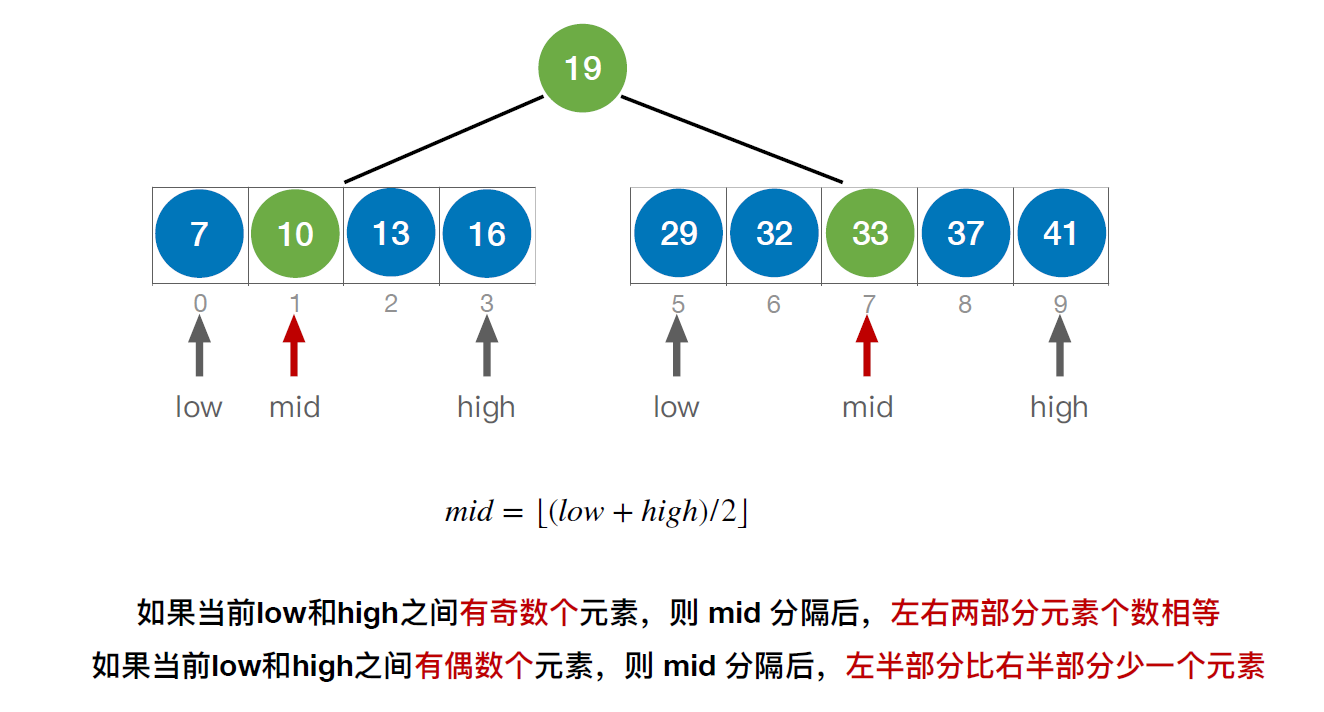 19
7 10 13 16 29 32 33 37 41
0 1 2 3 5 6 7 8 9
low mid high low mid high
mid = ⌊(low + high)/2⌋
如果当前low和high之间有奇数个元素，则 mid 分隔后，左右两部分元素个数相等
如果当前low和high之间有偶数个元素，则 mid 分隔后，左半部分比右半部分少一个元素